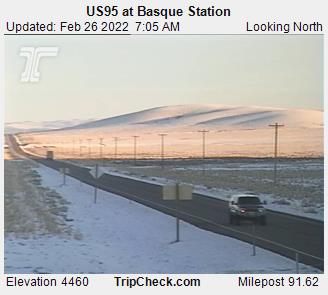 US95 at Basque Station
Updated: Feb 26 2022 7:05 AM Looking North
Elevation 4460 TripCheck.com Milepost 91.62